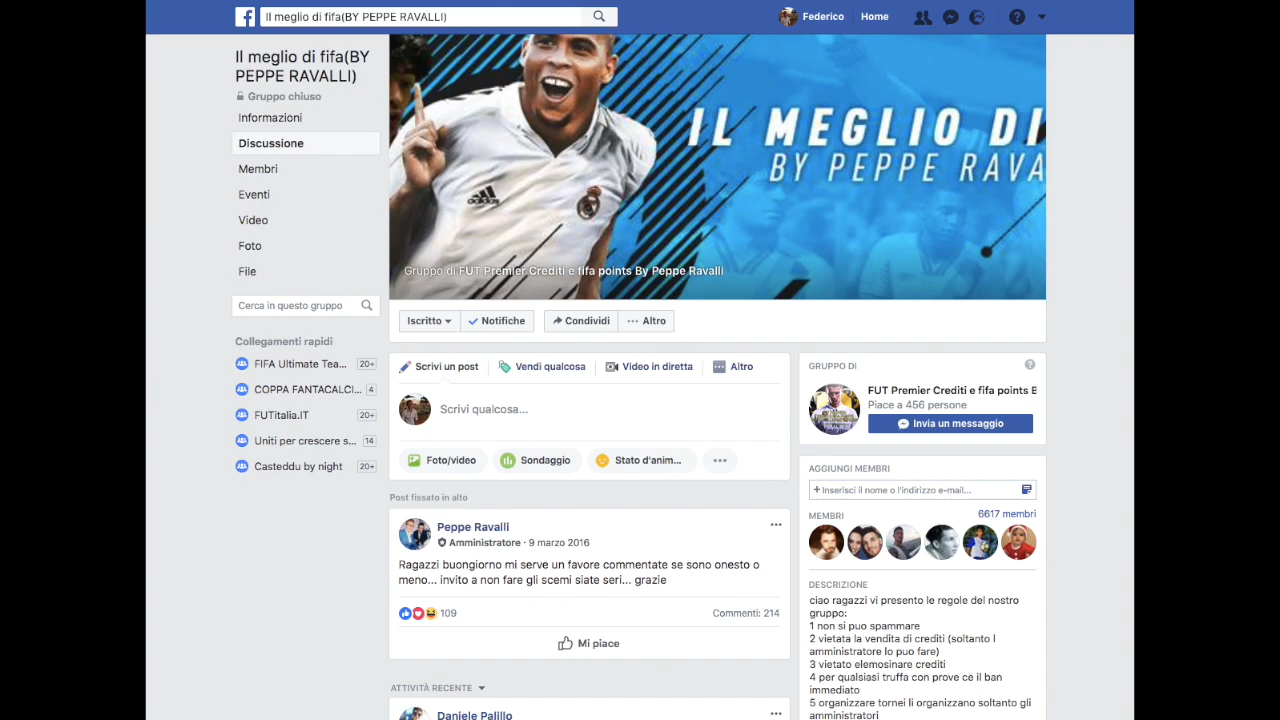 Il meglio di fifa(BY PEPPE RAVALLI)
Federico
Home
Il meglio di fifa(BY
PEPPE RAVALLI)
Gruppo chiuso
Informazioni
Discussione
Membri
Eventi
Video
Foto
File
Cerca in questo gruppo
Collegamenti rapidi
FIFA Ultimate Tea... 20+
COPPA FANTACALCI... 4
FUTitalia.IT 20+
Uniti per crescere s... 14
Casteddu by night 20+
IL MEGLIO DI
BY PEPPE RAVA
adidas
Gruppo di FUT Premier Crediti e fifa points By Peppe Ravalli
Iscritto
Notifiche
Condividi
Altro
Scrivi un post
Vendi qualcosa
Video in diretta
Altro
Scrivi qualcosa...
Foto/video
Sondaggio
Stato d'anim...
Post fissato in alto
Peppe Ravalli
Amministratore · 9 marzo 2016
Ragazzi buongiorno mi serve un favore commentate se sono onesto o
meno... invito a non fare gli scemi siate seri... grazie
109
Commenti: 214
Mi piace
ATTIVITÀ RECENTE
Daniele Palillo
GRUPPO DI
FUT Premier Crediti e fifa points B
Piace a 456 persone
Invia un messaggio
AGGIUNGI MEMBRI
+ Inserisci il nome o l'indirizzo e-mail...
MEMBRI
6617 membri
DESCRIZIONE
ciao ragazzi vi presento le regole del nostro
gruppo:
1 non si puo spammare
2 vietata la vendita di crediti (soltanto l
amministratore lo puo fare)
3 vietato elemosinare crediti
4 per qualsiasi truffa con prove ce il ban
immediato
5 organizzare tornei li organizzano soltanto gli
amministratori